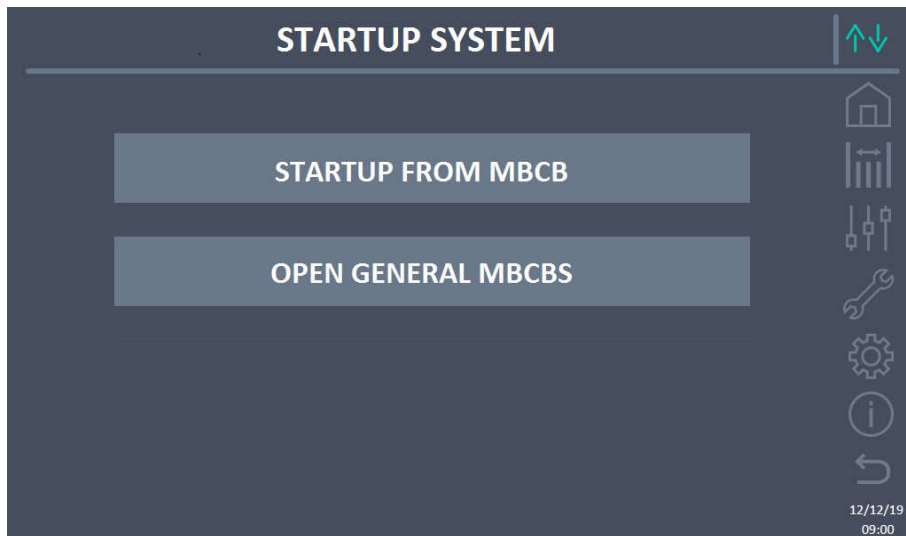 STARTUP SYSTEM
STARTUP FROM MBCB
OPEN GENERAL MBCBS
12/12/19
09:00